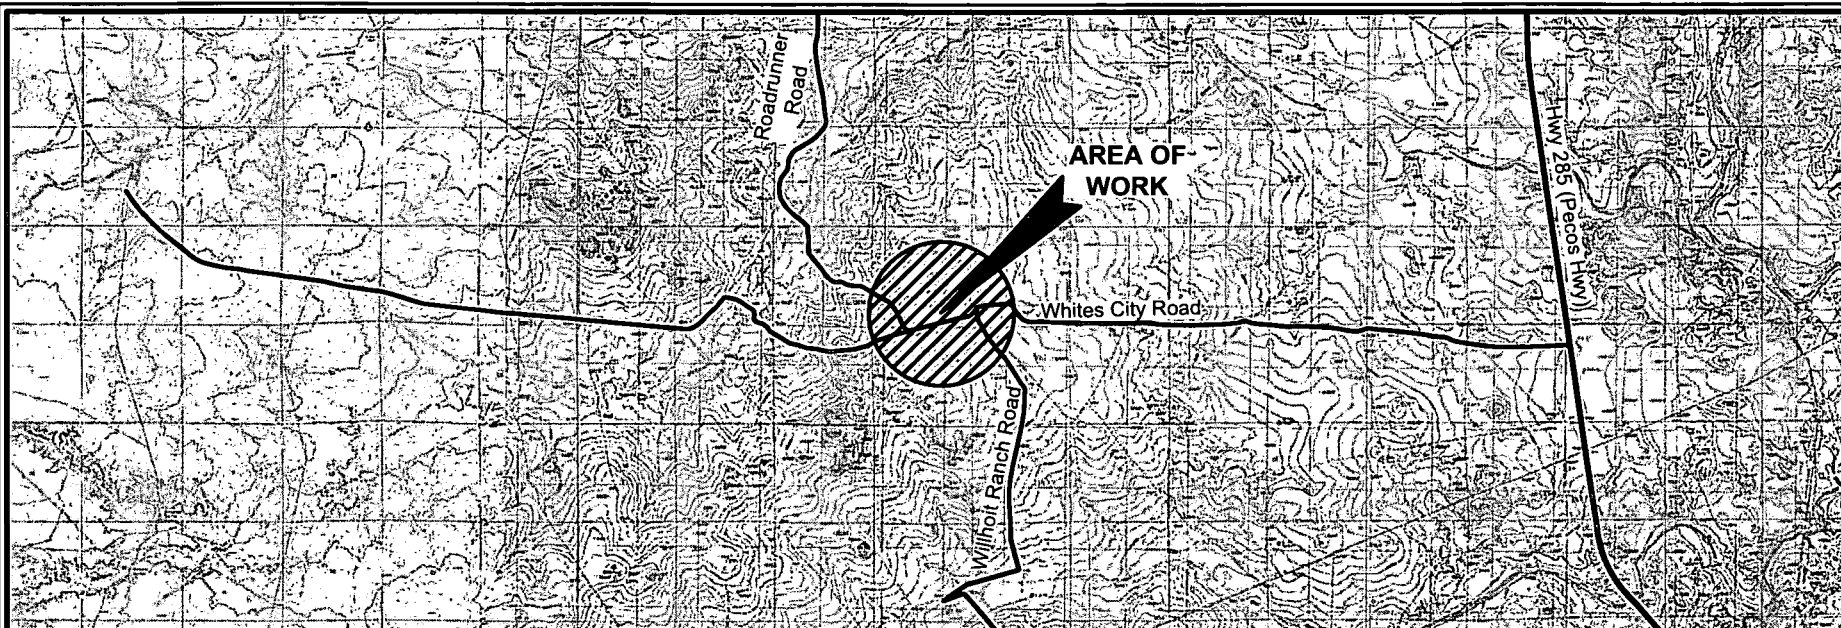 Roadrunner
Road
AREA OF
WORK
Hwy 285 (Pecos Hwy)
Whites City Road
Willhoit Ranch Road